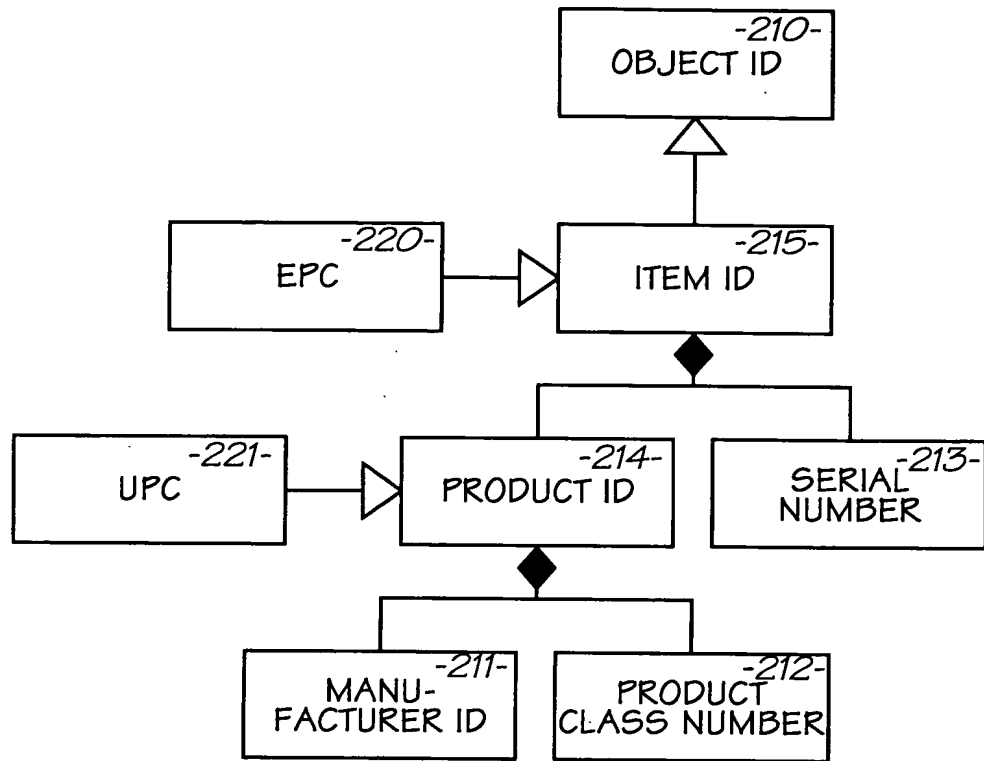 -210-
OBJECT ID
-220-
EPC
-215-
ITEM ID
-221-
UPC
-214-
PRODUCT ID
-213-
SERIAL
NUMBER
-211-
MANU-
FACTURER ID
-212-
PRODUCT
CLASS NUMBER